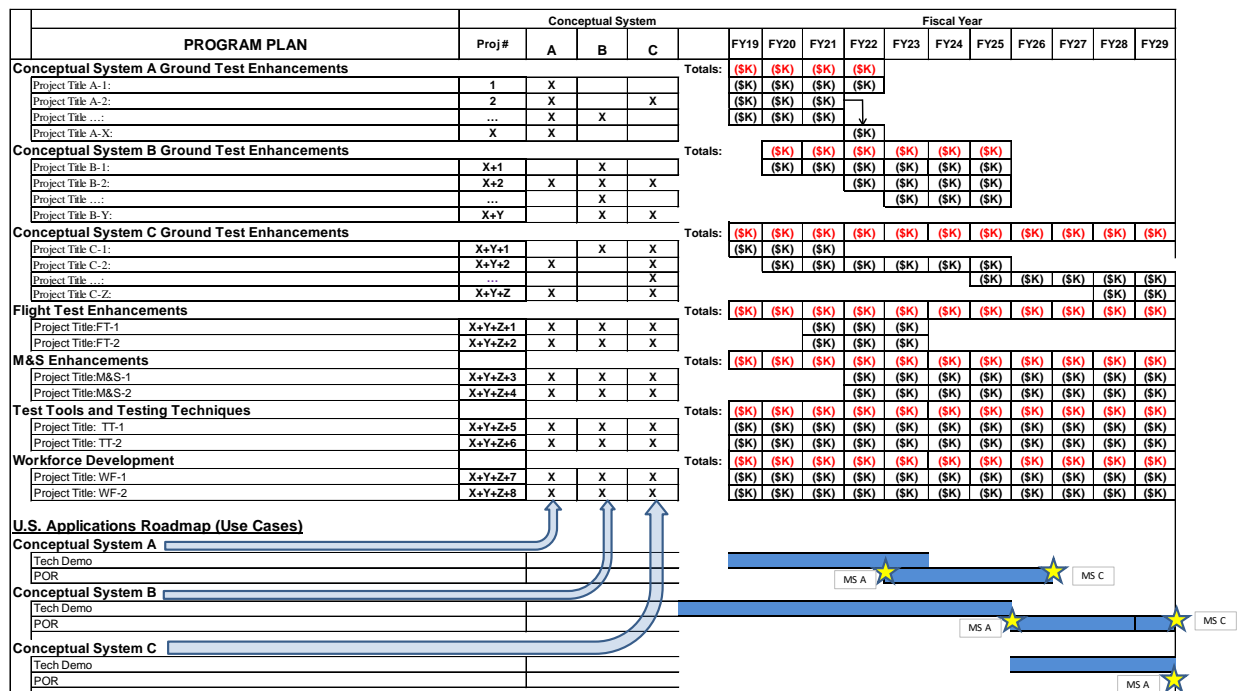 Conceptual System Fiscal Year
PROGRAM PLAN Proj# A B C FY19 FY20 FY21 FY22 FY23 FY24 FY25 FY26 FY27 FY28 FY29
Conceptual System A Ground Test Enhancements Totals: ($K) ($K) ($K) ($K)
Project Title A-1: 1 X ($K) ($K) ($K) ($K)
Project Title A-2: 2 X X ($K) ($K) ($K)
Project Title ...: ... X X ($K) ($K) ($K)
Project Title A-X: X X ($K)
Conceptual System B Ground Test Enhancements Totals: ($K) ($K) ($K) ($K) ($K) ($K)
Project Title B-1: X+1 X ($K) ($K) ($K) ($K) ($K) ($K)
Project Title B-2: X+2 X X X ($K) ($K) ($K) ($K)
Project Title ...: ... X ($K) ($K) ($K)
Project Title B-Y: X+Y X X
Conceptual System C Ground Test Enhancements Totals: ($K) ($K) ($K) ($K) ($K) ($K) ($K) ($K) ($K) ($K) ($K)
Project Title C-1: X+Y+1 X X ($K) ($K) ($K)
Project Title C-2: X+Y+2 X X ($K) ($K) ($K) ($K) ($K) ($K)
Project Title ...: ... X ($K) ($K) ($K) ($K) ($K)
Project Title C-Z: X+Y+Z X X ($K) ($K)
Flight Test Enhancements Totals: ($K) ($K) ($K) ($K) ($K) ($K) ($K) ($K) ($K) ($K) ($K)
Project Title:FT-1 X+Y+Z+1 X X X ($K) ($K) ($K)
Project Title:FT-2 X+Y+Z+2 X X X ($K) ($K) ($K)
M&S Enhancements Totals: ($K) ($K) ($K) ($K) ($K) ($K) ($K) ($K) ($K) ($K) ($K)
Project Title:M&S-1 X+Y+Z+3 X X X ($K) ($K) ($K) ($K) ($K) ($K) ($K) ($K)
Project Title:M&S-2 X+Y+Z+4 X X X ($K) ($K) ($K) ($K) ($K) ($K) ($K) ($K)
Test Tools and Testing Techniques Totals: ($K) ($K) ($K) ($K) ($K) ($K) ($K) ($K) ($K) ($K) ($K)
Project Title: TT-1 X+Y+Z+5 X X X ($K) ($K) ($K) ($K) ($K) ($K) ($K) ($K) ($K) ($K) ($K)
Project Title: TT-2 X+Y+Z+6 X X X ($K) ($K) ($K) ($K) ($K) ($K) ($K) ($K) ($K) ($K) ($K)
Workforce Development Totals: ($K) ($K) ($K) ($K) ($K) ($K) ($K) ($K) ($K) ($K) ($K)
Project Title: WF-1 X+Y+Z+7 X X X ($K) ($K) ($K) ($K) ($K) ($K) ($K) ($K) ($K) ($K) ($K)
Project Title: WF-2 X+Y+Z+8 X X X ($K) ($K) ($K) ($K) ($K) ($K) ($K) ($K) ($K) ($K) ($K)
U.S. Applications Roadmap (Use Cases)
Conceptual System A
Tech Demo
POR MS A MS C
Conceptual System B
Tech Demo
POR MS A MS C
Conceptual System C
Tech Demo
POR MS A